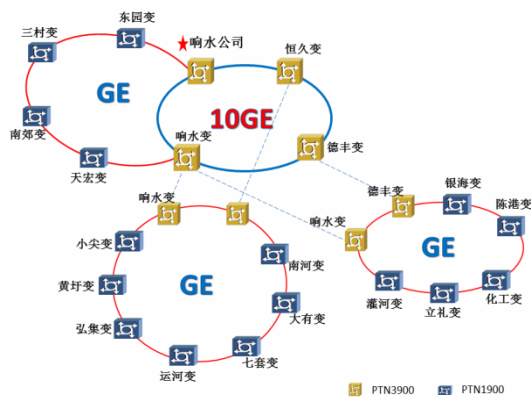 东园变
三村变
★响水公司
恒久变
GE
10GE
南郊变
响水变
德丰变
天宏变
响水变
德丰变
银海变
陈港变
响水变
小尖变
南河变
GE
黄圩变
GE
大有变
灌河变
立礼变
化工变
弘集变
运河变
七套变
PTN3900
PTN1900